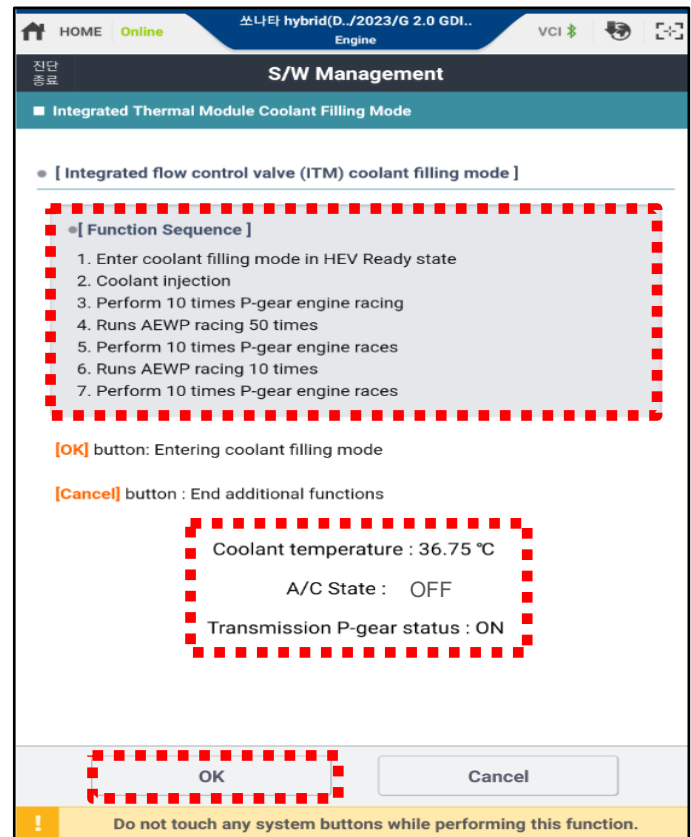 HOME Online 쏘나타 hybrid(D../2023/G 2.0 GDI.. VCI
Engine
진단
종료
S/W Management
Integrated Thermal Module Coolant Filling Mode
[ Integrated flow control valve (ITM) coolant filling mode ]
[ Function Sequence ]
1. Enter coolant filling mode in HEV Ready state
2. Coolant injection
3. Perform 10 times P-gear engine racing
4. Runs AEWP racing 50 times
5. Perform 10 times P-gear engine races
6. Runs AEWP racing 10 times
7. Perform 10 times P-gear engine races
[OK] button: Entering coolant filling mode
[Cancel] button : End additional functions
Coolant temperature : 36.75 ℃
A/C State : OFF
Transmission P-gear status : ON
OK Cancel
! Do not touch any system buttons while performing this function.